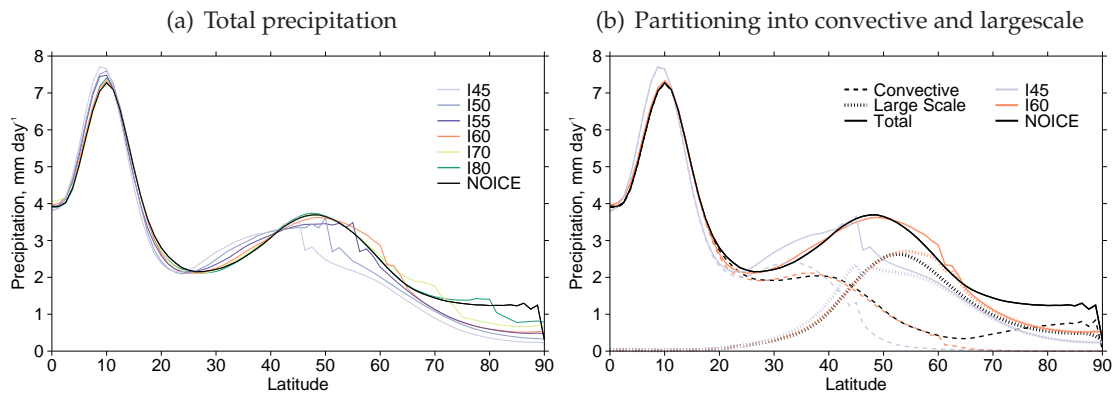 (a) Total precipitation
Precipitation, mm day⁻¹
8
7
6
5
4
3
2
1
0
I45
I50
I55
I60
I70
I80
NOICE
0 10 20 30 40 50 60 70 80 90
Latitude
(b) Partitioning into convective and largescale
Precipitation, mm day⁻¹
8
7
6
5
4
3
2
1
0
Convective
Large Scale
Total
I45
I60
NOICE
0 10 20 30 40 50 60 70 80 90
Latitude